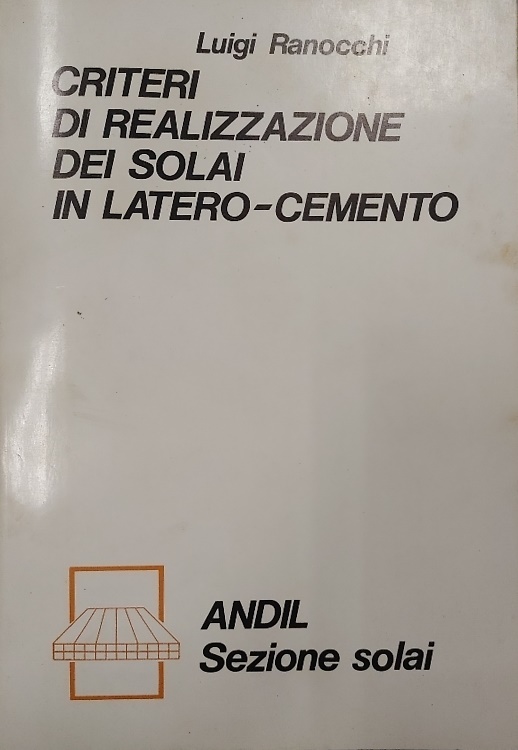 Luigi Ranocchi
CRITERI
DI REALIZZAZIONE
DEI SOLAI
IN LATERO-CEMENTO
ANDIL
Sezione solai